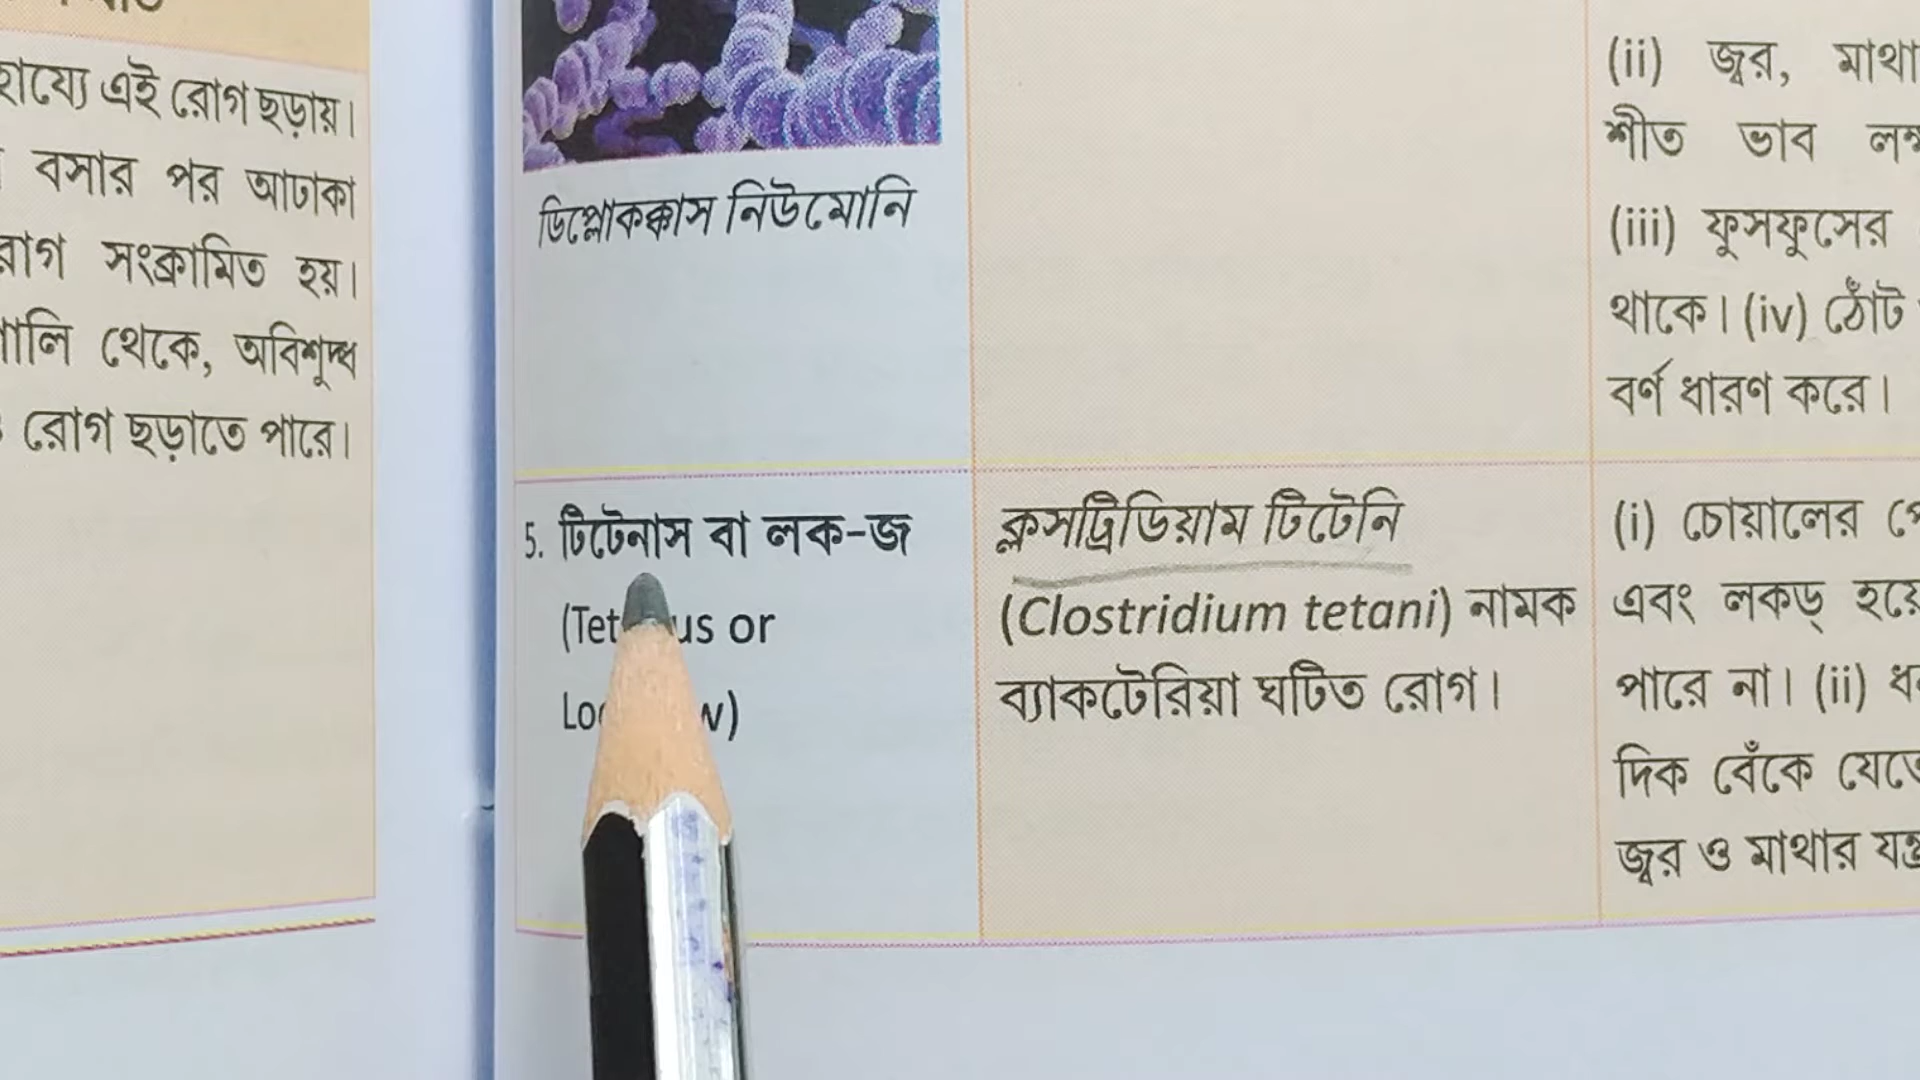 এই রোগ ছড়ায়।
বসার পর আঢাকা
সংক্রামিত হয়।
থেকে, অবিশুদ্ধ
রোগ ছড়াতে পারে।
ডিপ্লোকক্কাস নিউমোনি
(ii) জ্বর,
শীত ভাব
(iii) ফুসফুসের
থাকে। (iv) ঠোঁট
বর্ণ ধারণ করে।
5. টিটেনাস বা লক-জ
or
ক্লসট্রিডিয়াম টিটেনি
(Clostridium tetani) নামক
ব্যাকটেরিয়া ঘটিত রোগ।
(i) চোয়ালের
এবং লকড্ হয়ে
পারে না। (ii)
দিক বেঁকে
জ্বর ও মাথার